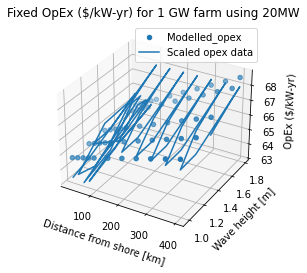 Fixed OpEx ($/kW-yr) for 1 GW farm using 20MW
Modelled_opex
Scaled opex data
68
67
66
65
64
63
OpEx ($/kW-yr)
1.8
1.6
1.4
1.2
1.0
Wave height [m]
100
200
300
400
Distance from shore [km]